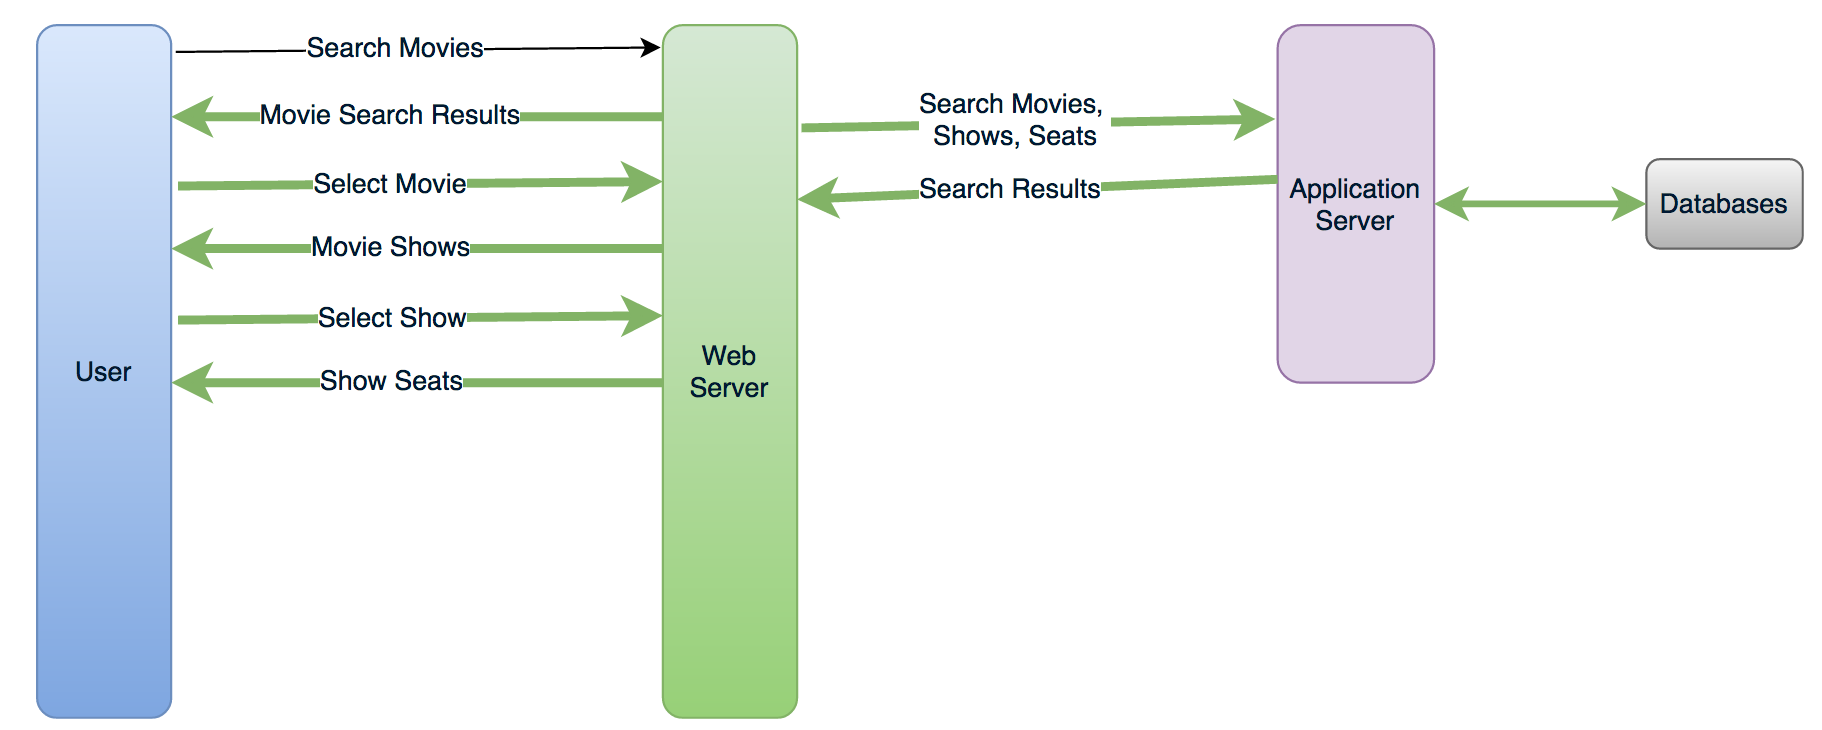 Search Movies
Movie Search Results
Select Movie
Movie Shows
Select Show
Show Seats
User
Web
Server
Search Movies,
Shows, Seats
Search Results
Application
Server
Databases